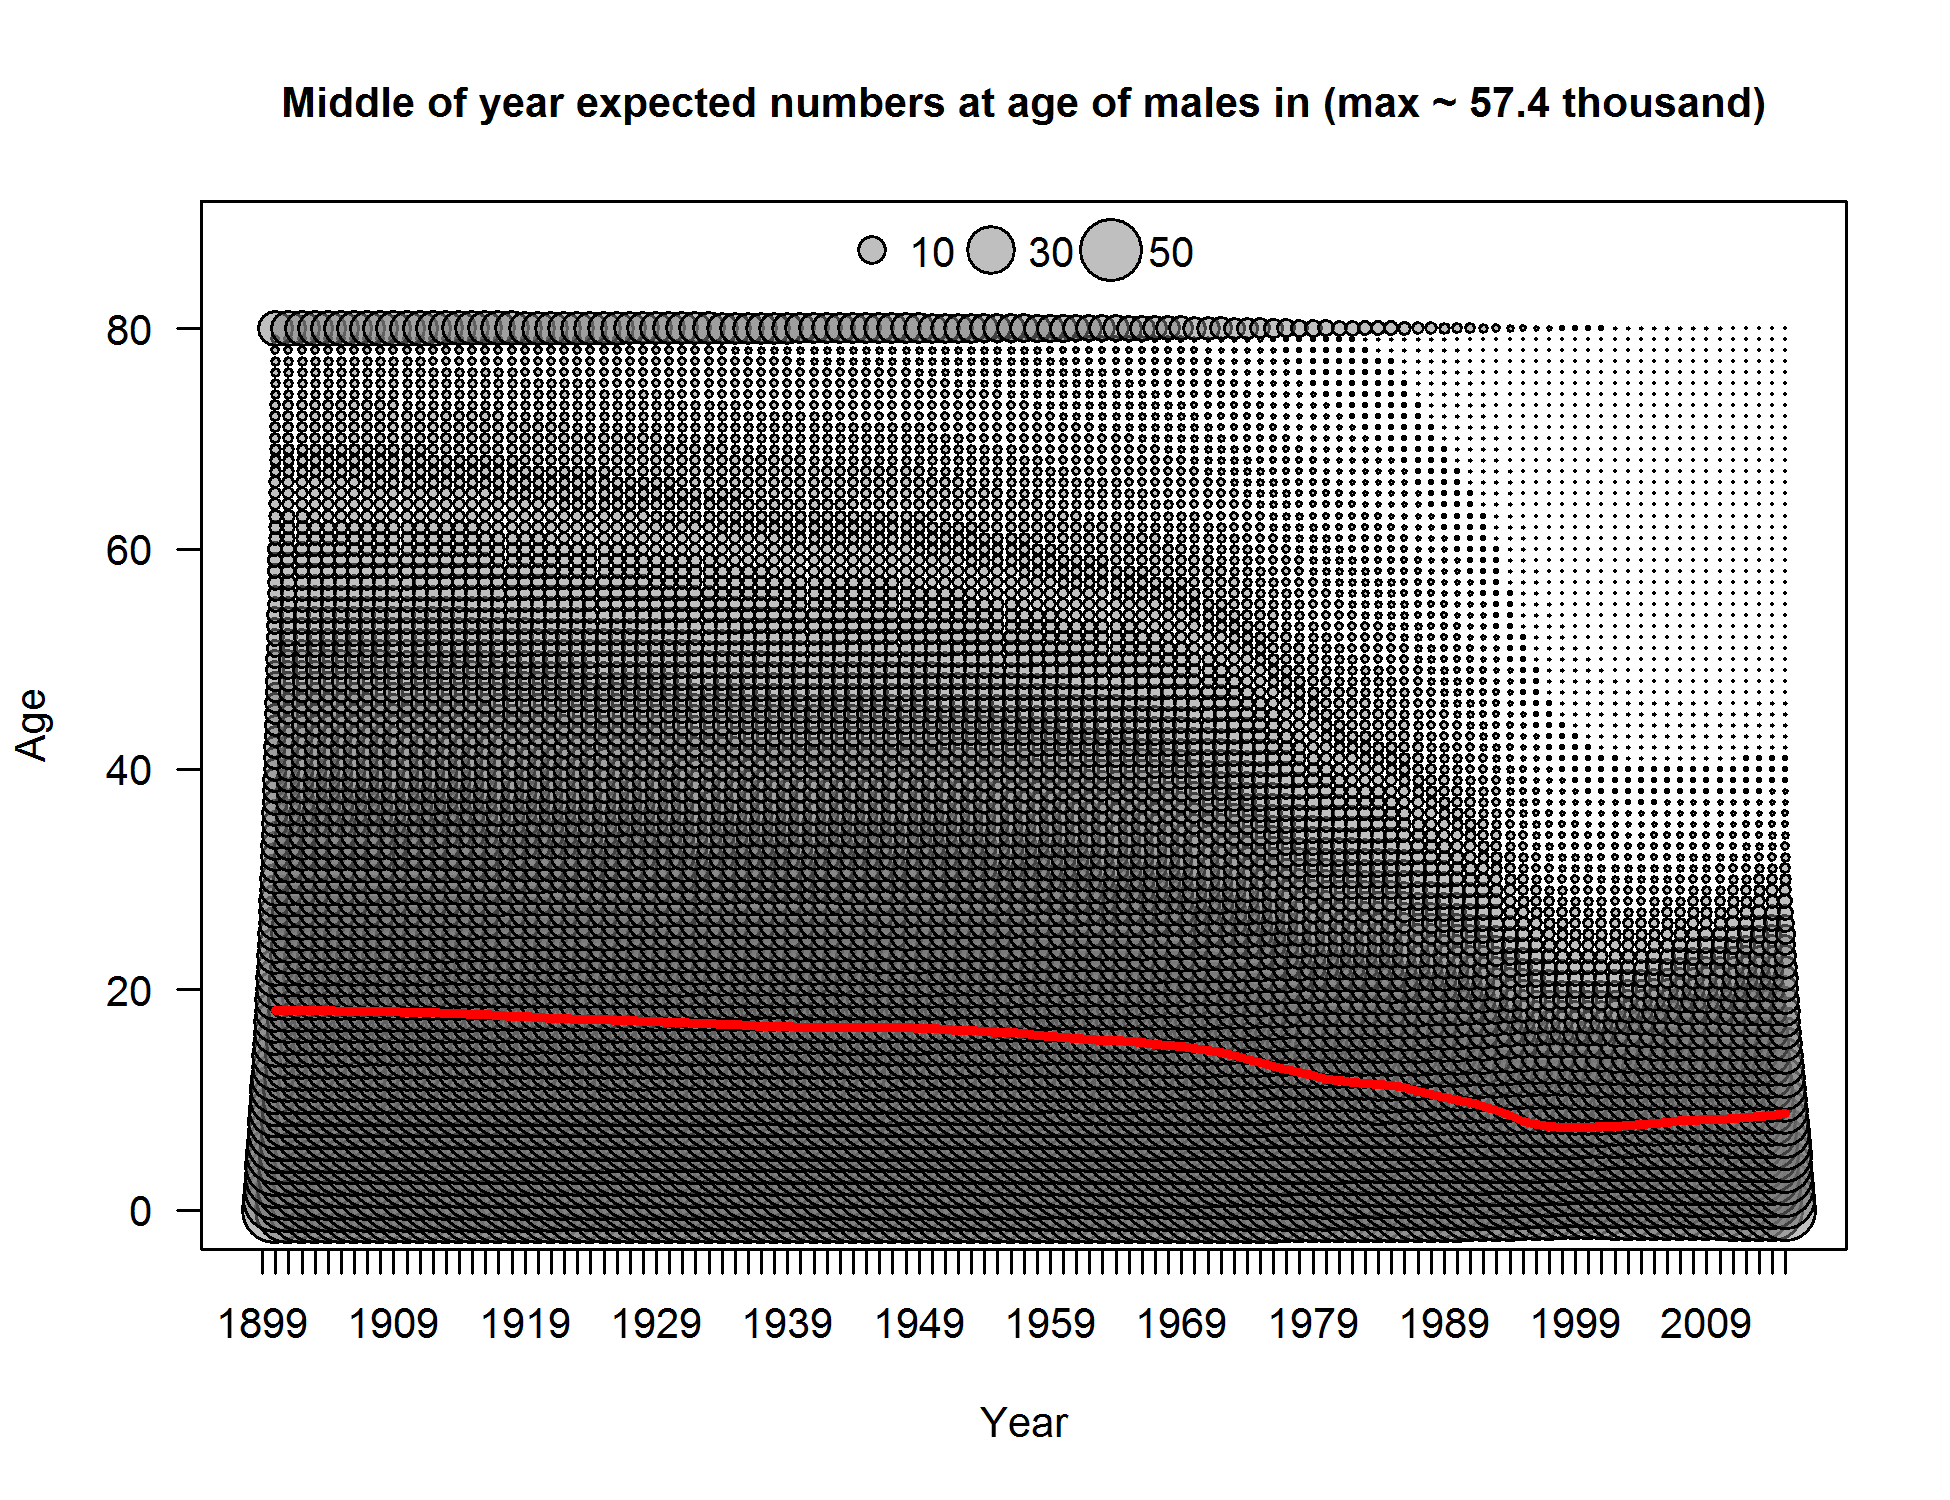 Middle of year expected numbers at age of males in (max ~ 57.4 thousand)
10 30 50
80
60
40
20
0
Age
1899 1909 1919 1929 1939 1949 1959 1969 1979 1989 1999 2009
Year